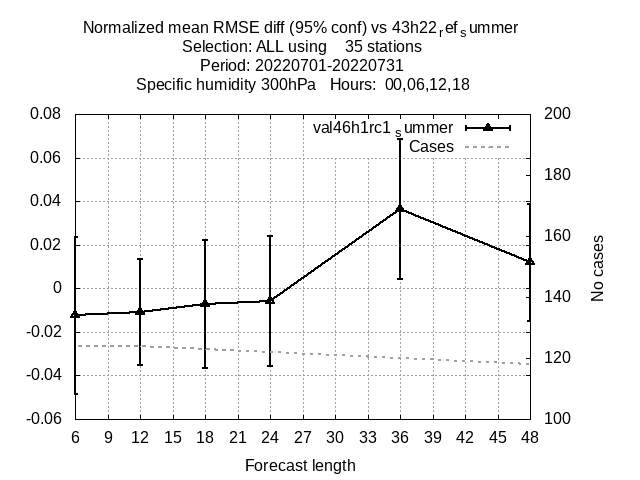 Normalized mean RMSE diff (95% conf) vs 43h22ᵣefₛummer
Selection: ALL using 35 stations
Period: 20220701-20220731
Specific humidity 300hPa Hours: 00,06,12,18
val46h1rc1ₛummer
Cases
0.08
0.06
0.04
0.02
0
-0.02
-0.04
-0.06
200
180
160
140
120
100
No cases
6 9 12 15 18 21 24 27 30 33 36 39 42 45 48
Forecast length